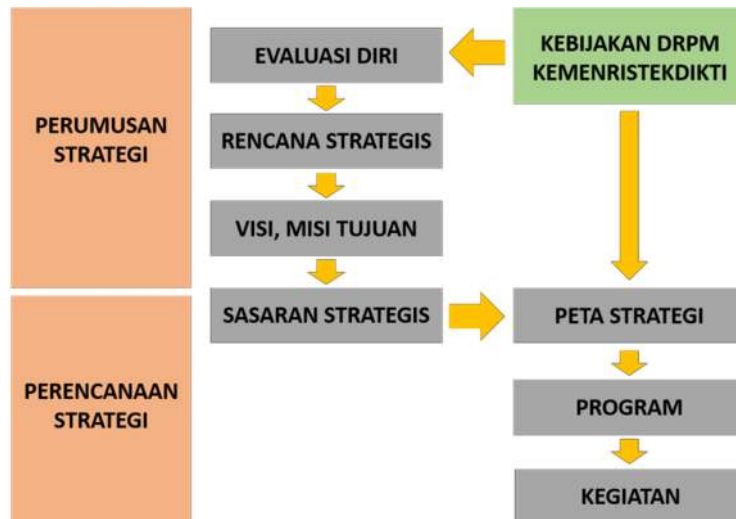 PERUMUSAN
STRATEGI
EVALUASI DIRI
KEBIJAKAN DRPM
KEMENRISTEKDIKTI
RENCANA STRATEGIS
VISI, MISI TUJUAN
PERENCANAAN
STRATEGI
SASARAN STRATEGIS
PETA STRATEGI
PROGRAM
KEGIATAN